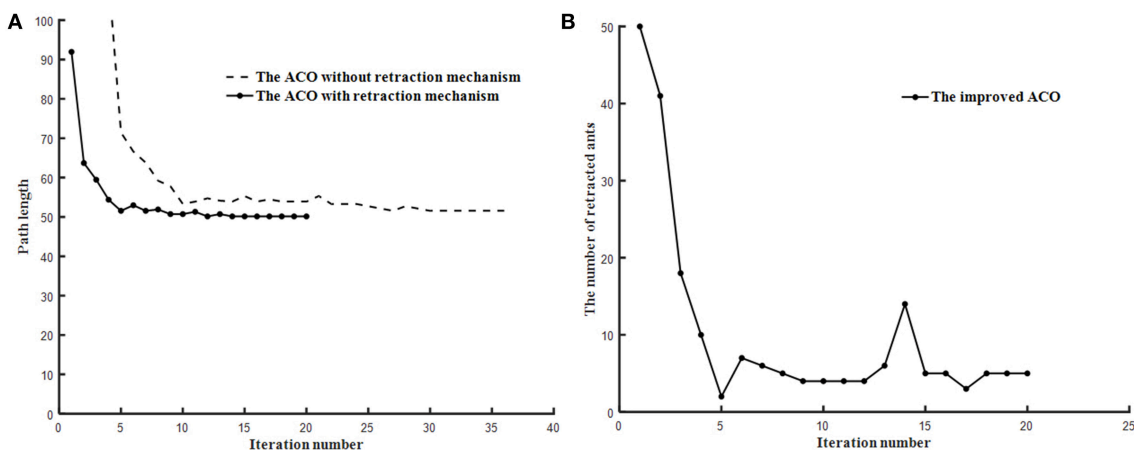 A
100
90
80
70
60
50
40
30
20
10
0
Path length
0 5 10 15 20 25 30 35 40
Iteration number
The ACO without retraction mechanism
The ACO with retraction mechanism
B
50
40
30
20
10
0
The number of retracted ants
0 5 10 15 20 25
Iteration number
The improved ACO